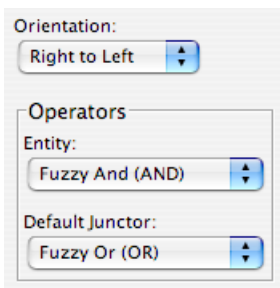 Orientation:
Right to Left
Operators
Entity:
Fuzzy And (AND)
Default Junctor:
Fuzzy Or (OR)